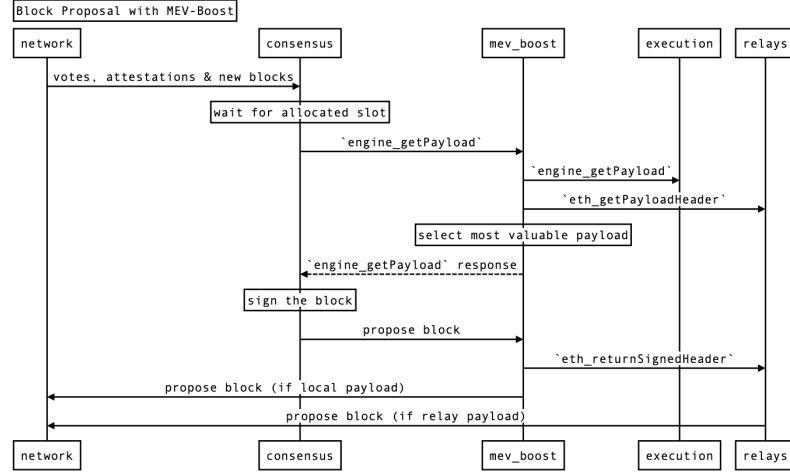 Block Proposal with MEV-Boost
network consensus mev_boost execution relays
votes, attestations & new blocks
wait for allocated slot
`engine_getPayload`
`engine_getPayload`
`eth_getPayloadHeader`
select most valuable payload
`engine_getPayload` response
sign the block
propose block
`eth_returnSignedHeader`
propose block (if local payload)
propose block (if relay payload)
network consensus mev_boost execution relays